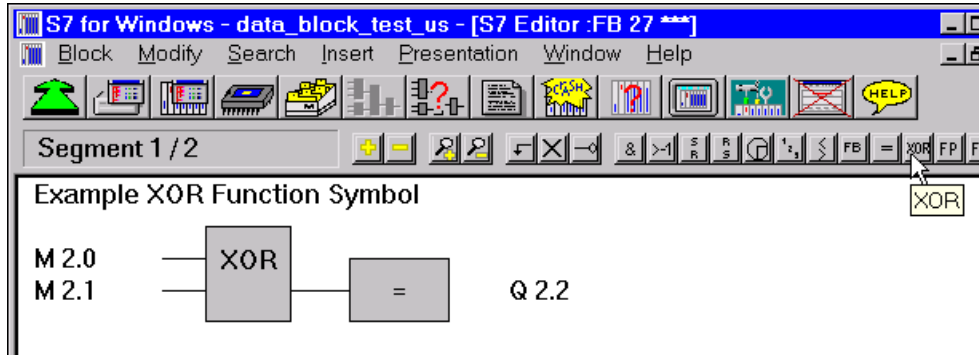 S7 for Windows - data_block_test_us - [S7 Editor :FB 27 ***]
Block Modify Search Insert Presentation Window Help
HELP
Segment 1 / 2
& >-1 S R R S FB = XOR FP
XOR
Example XOR Function Symbol
M 2.0 XOR
M 2.1 = Q 2.2